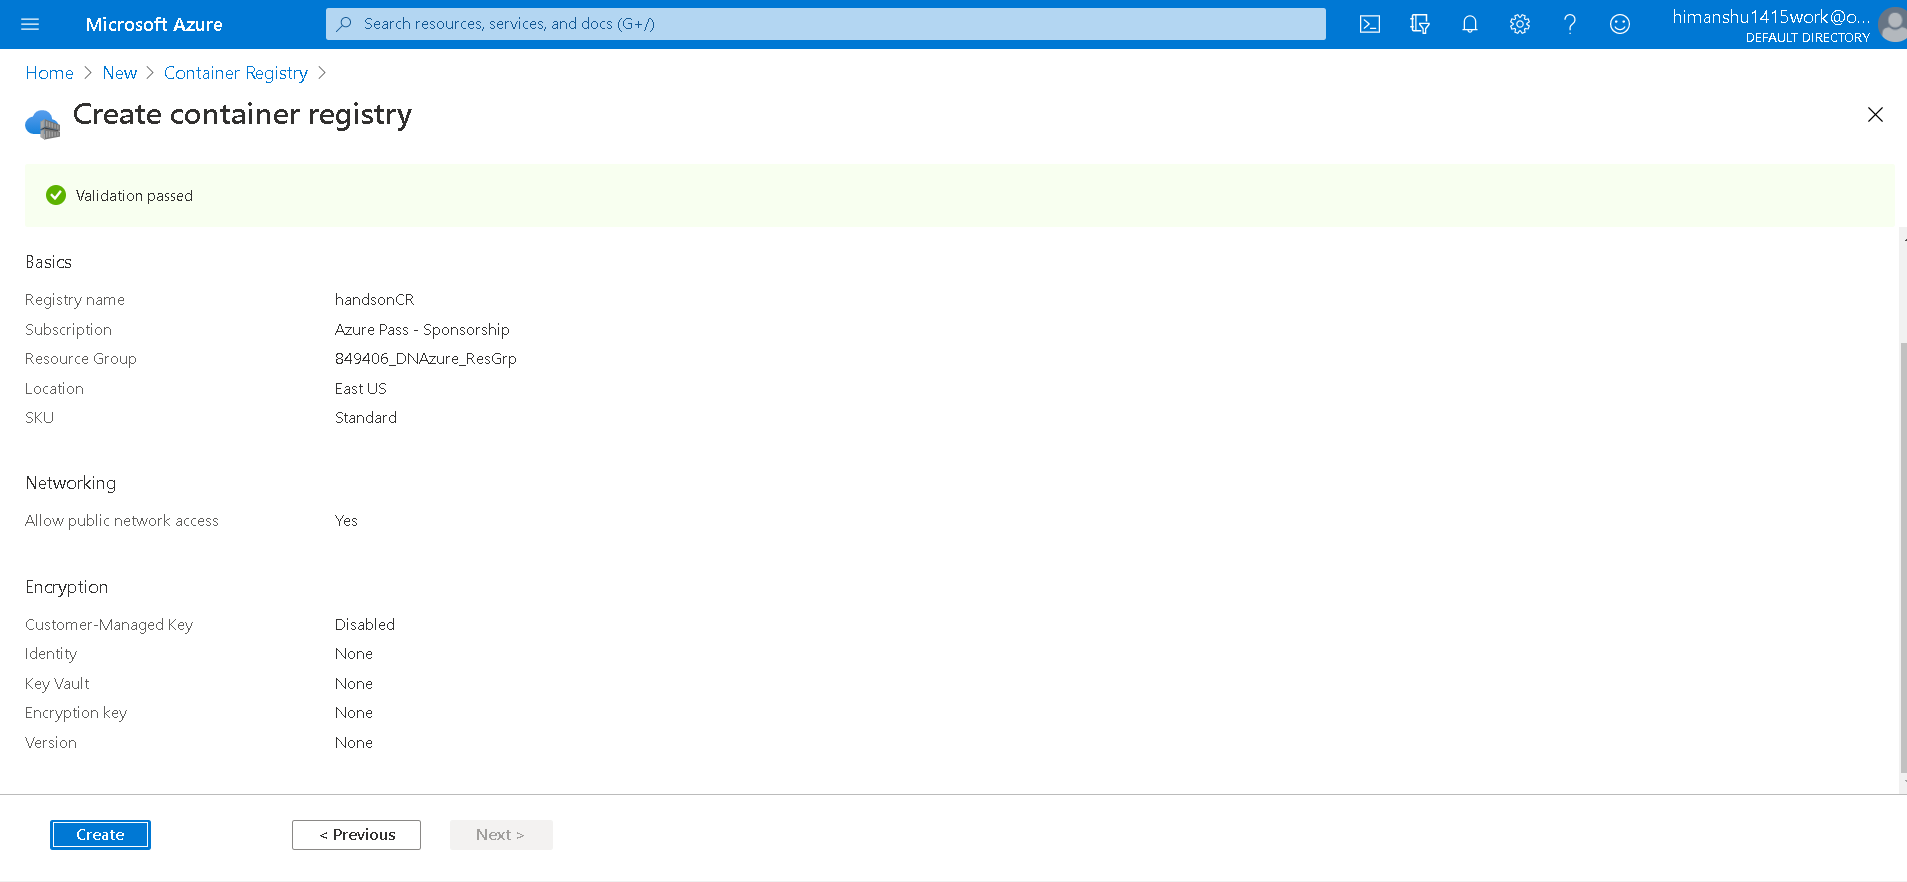 Microsoft Azure
Search resources, services, and docs (G+/)
himanshu1415work@o...
DEFAULT DIRECTORY
Home > New > Container Registry >
Create container registry
Validation passed
Basics
Registry name handsonCR
Subscription Azure Pass - Sponsorship
Resource Group 849406_DNAzure_ResGrp
Location East US
SKU Standard
Networking
Allow public network access Yes
Encryption
Customer-Managed Key Disabled
Identity None
Key Vault None
Encryption key None
Version None
Create < Previous Next >